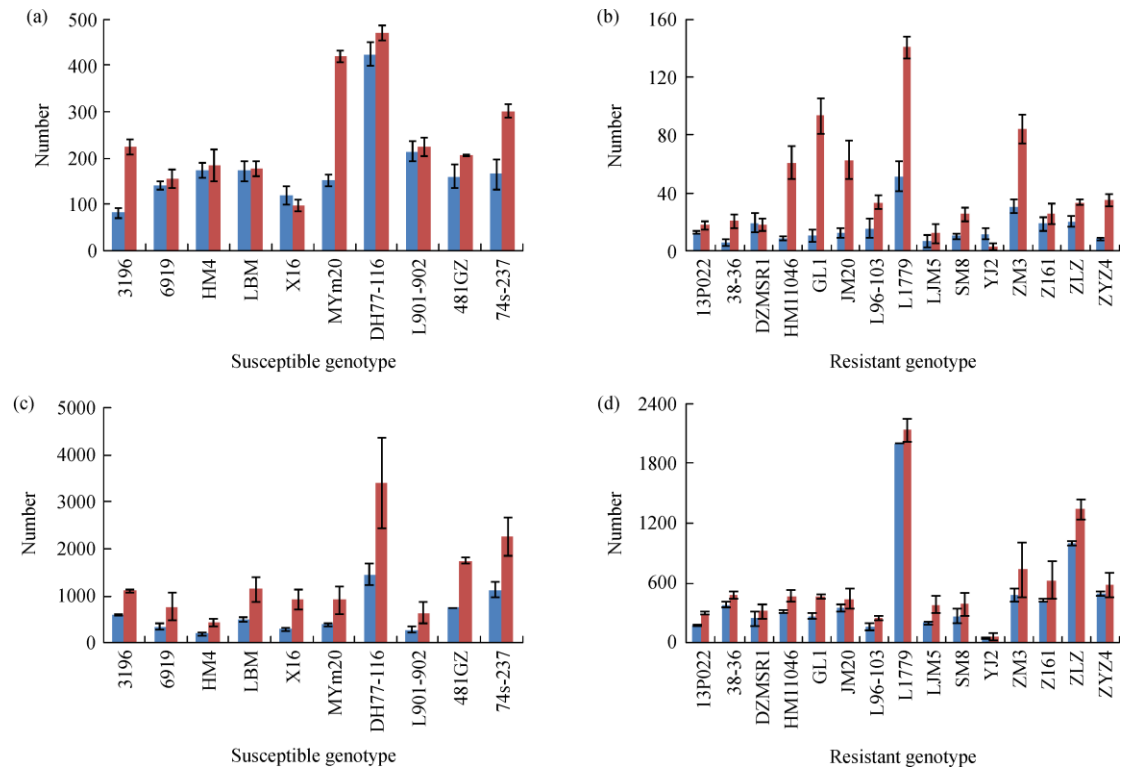 (a)
Number
500
400
300
200
100
0
3196
6919
HM4
LBM
X16
MYm20
DH77-116
L901-902
481GZ
74s-237
Susceptible genotype
(b)
Number
160
120
80
40
0
13P022
38-36
DZMSR1
HM11046
GL1
JM20
L96-103
L1779
LJM5
SM8
YJ2
ZM3
Z161
ZLZ
ZYZ4
Resistant genotype
(c)
Number
5000
4000
3000
2000
1000
0
3196
6919
HM4
LBM
X16
MYm20
DH77-116
L901-902
481GZ
74s-237
Susceptible genotype
(d)
Number
2400
1800
1200
600
0
13P022
38-36
DZMSR1
HM11046
GL1
JM20
L96-103
L1779
LJM5
SM8
YJ2
ZM3
Z161
ZLZ
ZYZ4
Resistant genotype